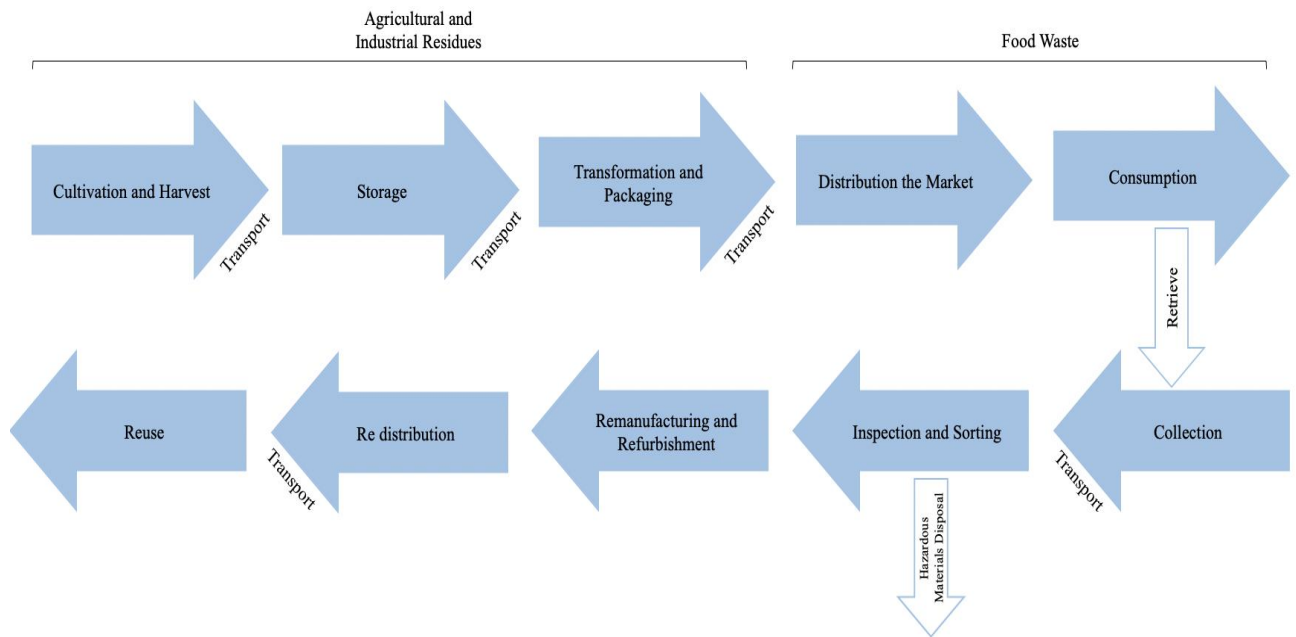 Agricultural and
Industrial Residues
Food Waste
Cultivation and Harvest
Transport
Storage
Transport
Transformation and
Packaging
Transport
Distribution the Market
Consumption
Retrieve
Reuse
Re distribution
Transport
Remanufacturing and
Refurbishment
Inspection and Sorting
Collection
Transport
Hazardous
Materials Disposal